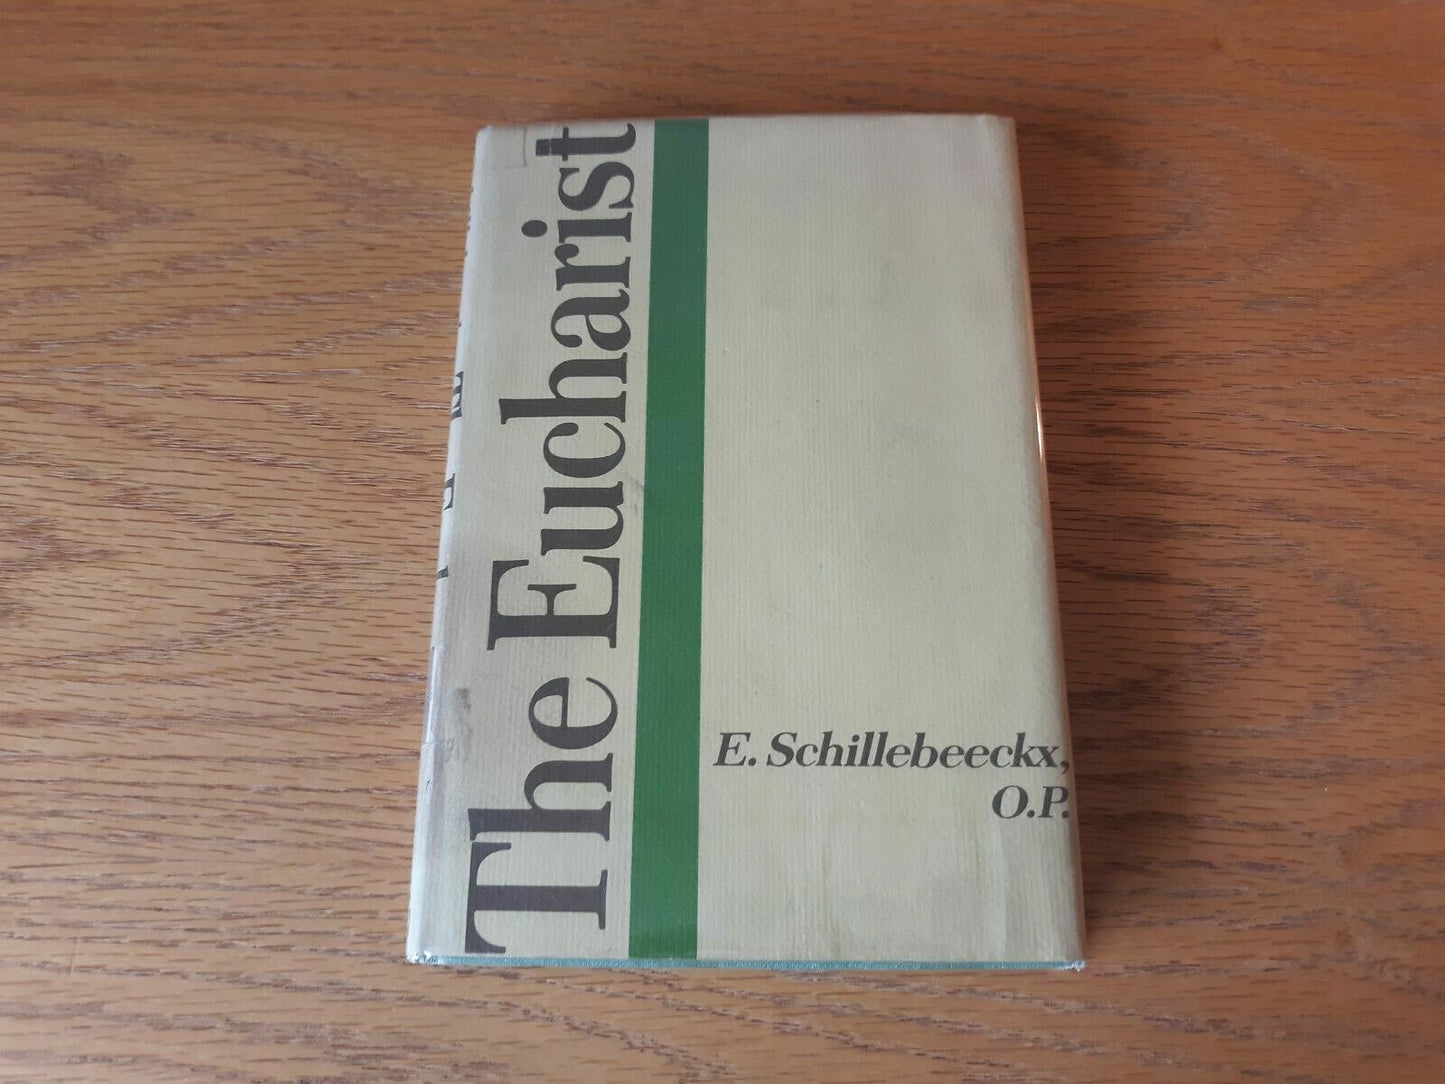 The Eucharist
E. Schillebeeckx,
O.P.